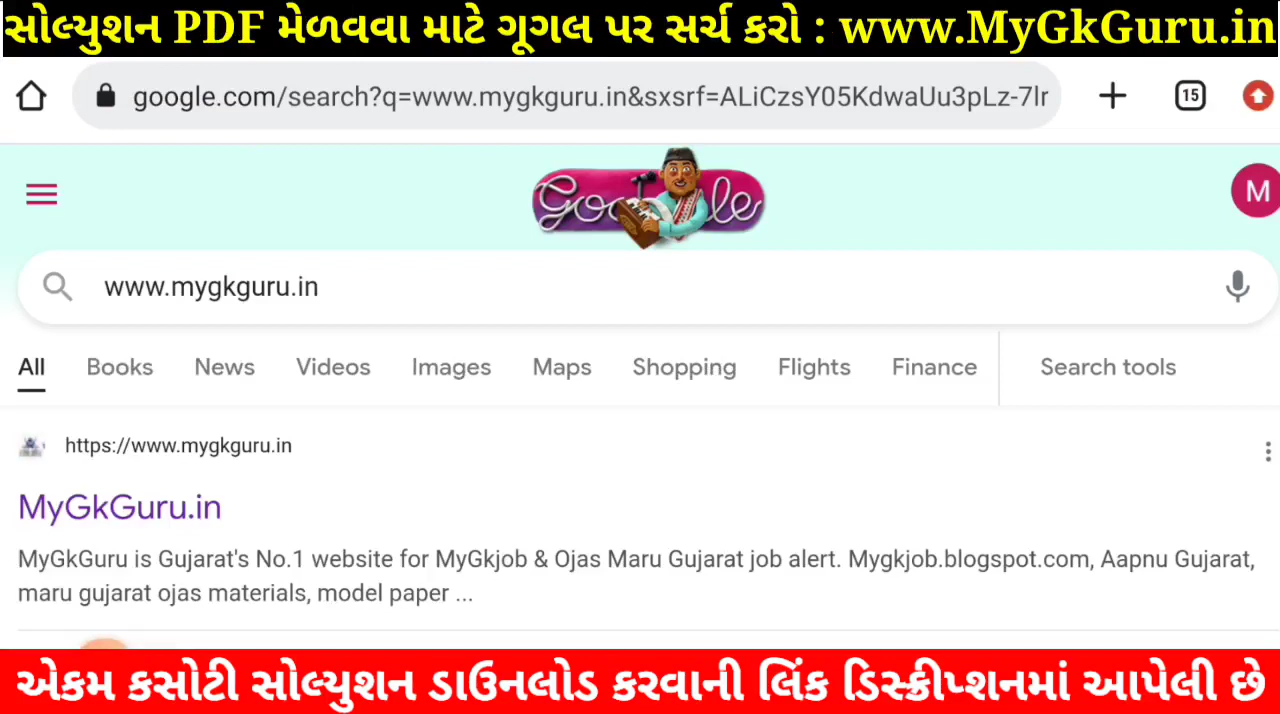 સોલ્યુશન PDF મેળવવા માટે ગૂગલ પર સર્ચ કરો : www.MyGkGuru.in
google.com/search?q=www.mygkguru.in&sxsrf=ALiCzsY05KdwaUu3pLz-7lr
15
Google
M
www.mygkguru.in
All Books News Videos Images Maps Shopping Flights Finance Search tools
https://www.mygkguru.in
MyGkGuru.in
MyGkGuru is Gujarat's No.1 website for MyGkjob & Ojas Maru Gujarat job alert. Mygkjob.blogspot.com, Aapnu Gujarat,
maru gujarat ojas materials, model paper ...
એકમ કસોટી સોલ્યુશન ડાઉનલોડ કરવાની લિંક ડિસ્ક્રીપ્શનમાં આપેલી છે